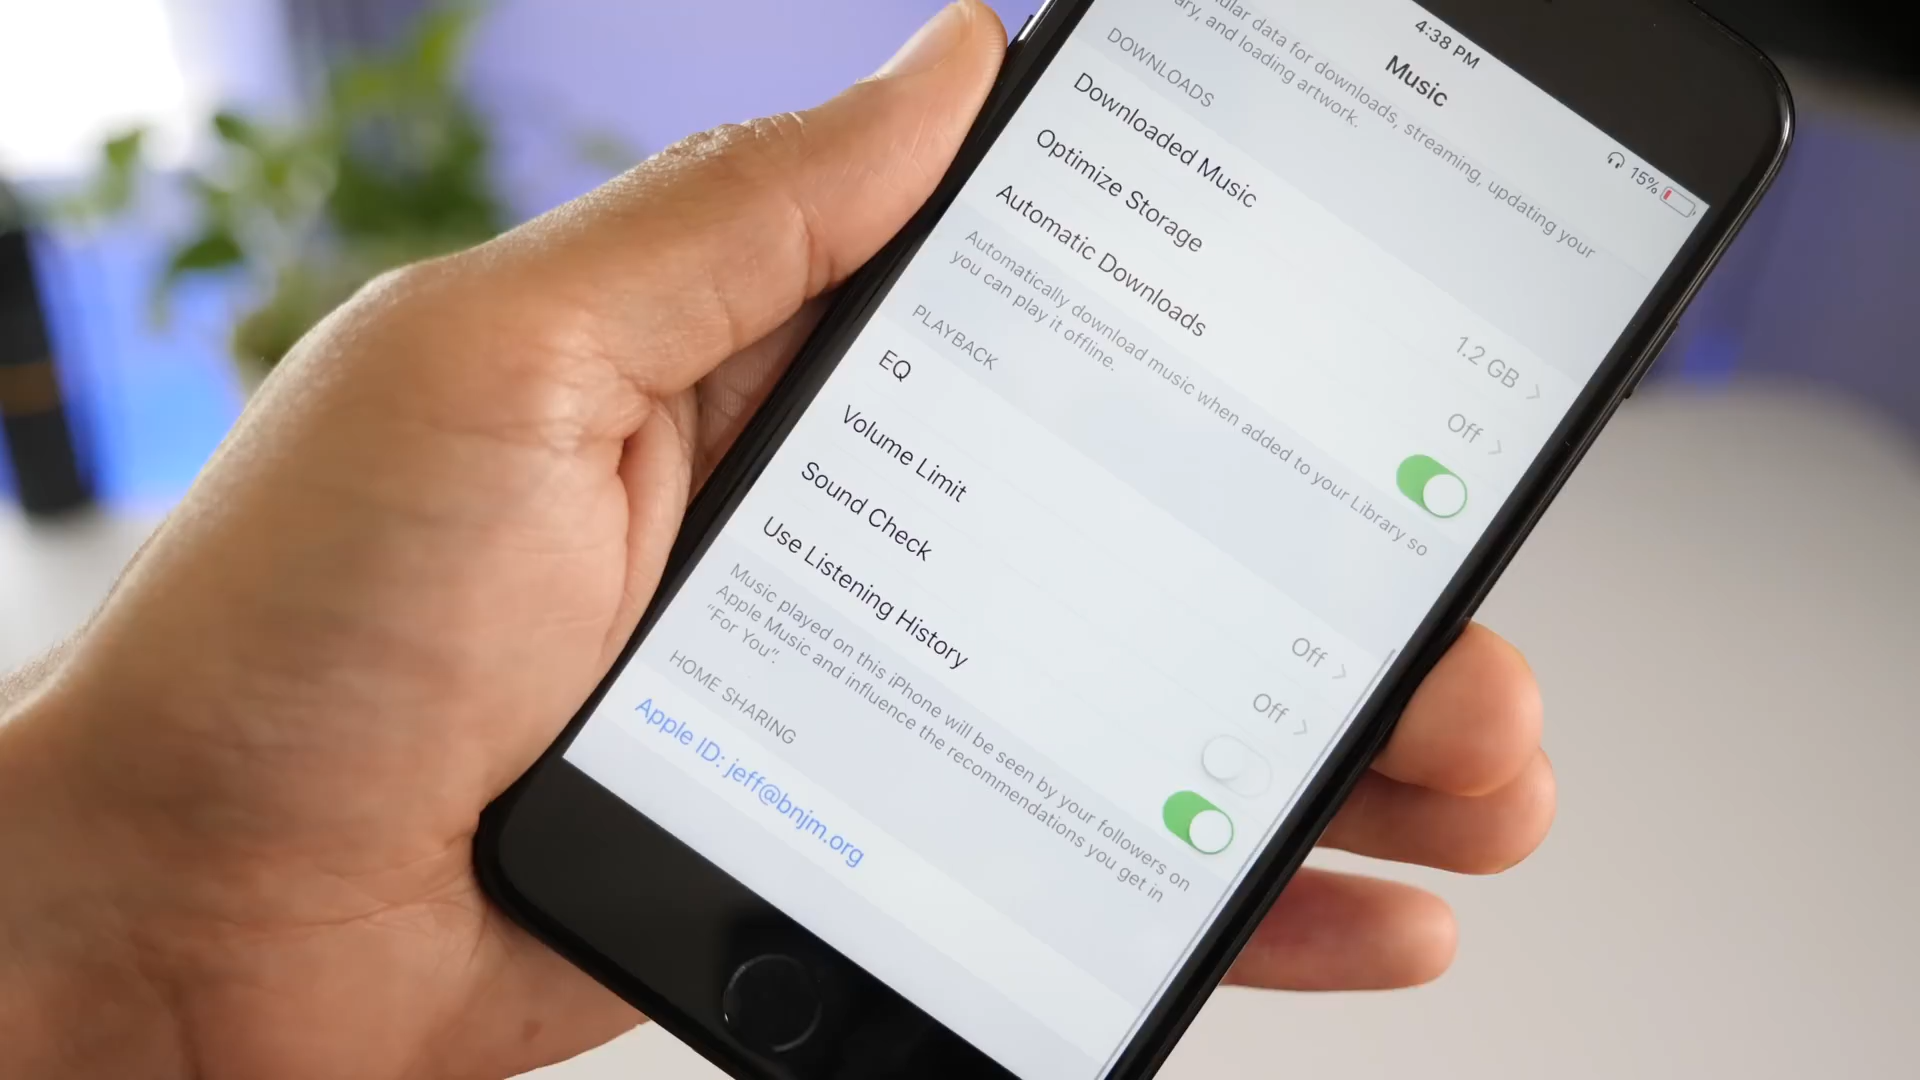 4:38 PM
15%
Music
ular data for downloads, streaming, updating your
ary, and loading artwork.
DOWNLOADS
Downloaded Music 1.2 GB
Optimize Storage Off
Automatic Downloads
Automatically download music when added to your Library so
you can play it offline.
PLAYBACK
EQ Off
Volume Limit Off
Sound Check
Use Listening History
Music played on this iPhone will be seen by your followers on
Apple Music and influence the recommendations you get in
“For You”.
HOME SHARING
Apple ID: jeff@bnjm.org